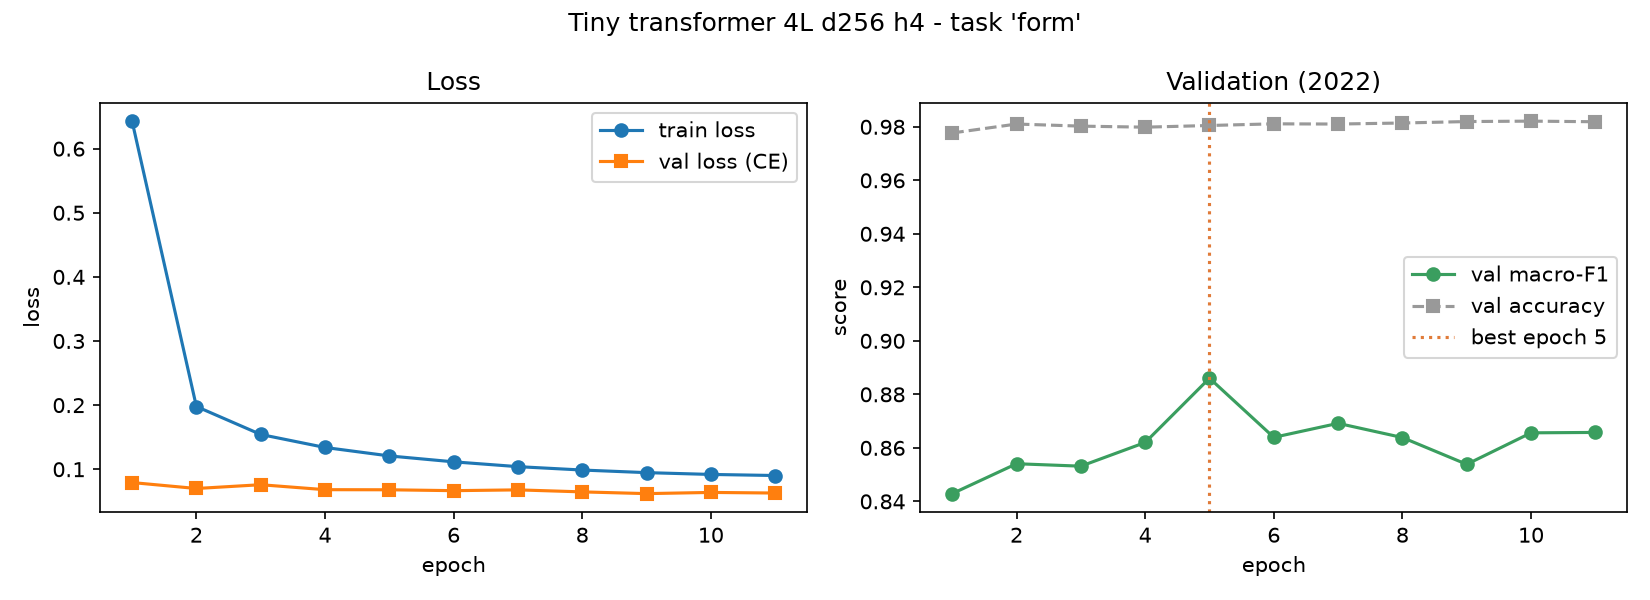 Tiny transformer 4L d256 h4 - task 'form'
Loss
0.6
0.5
0.4
0.3
0.2
0.1
loss
2
4
6
8
10
epoch
train loss
val loss (CE)
Validation (2022)
0.98
0.96
0.94
0.92
0.90
0.88
0.86
0.84
score
2
4
6
8
10
epoch
val macro-F1
val accuracy
best epoch 5